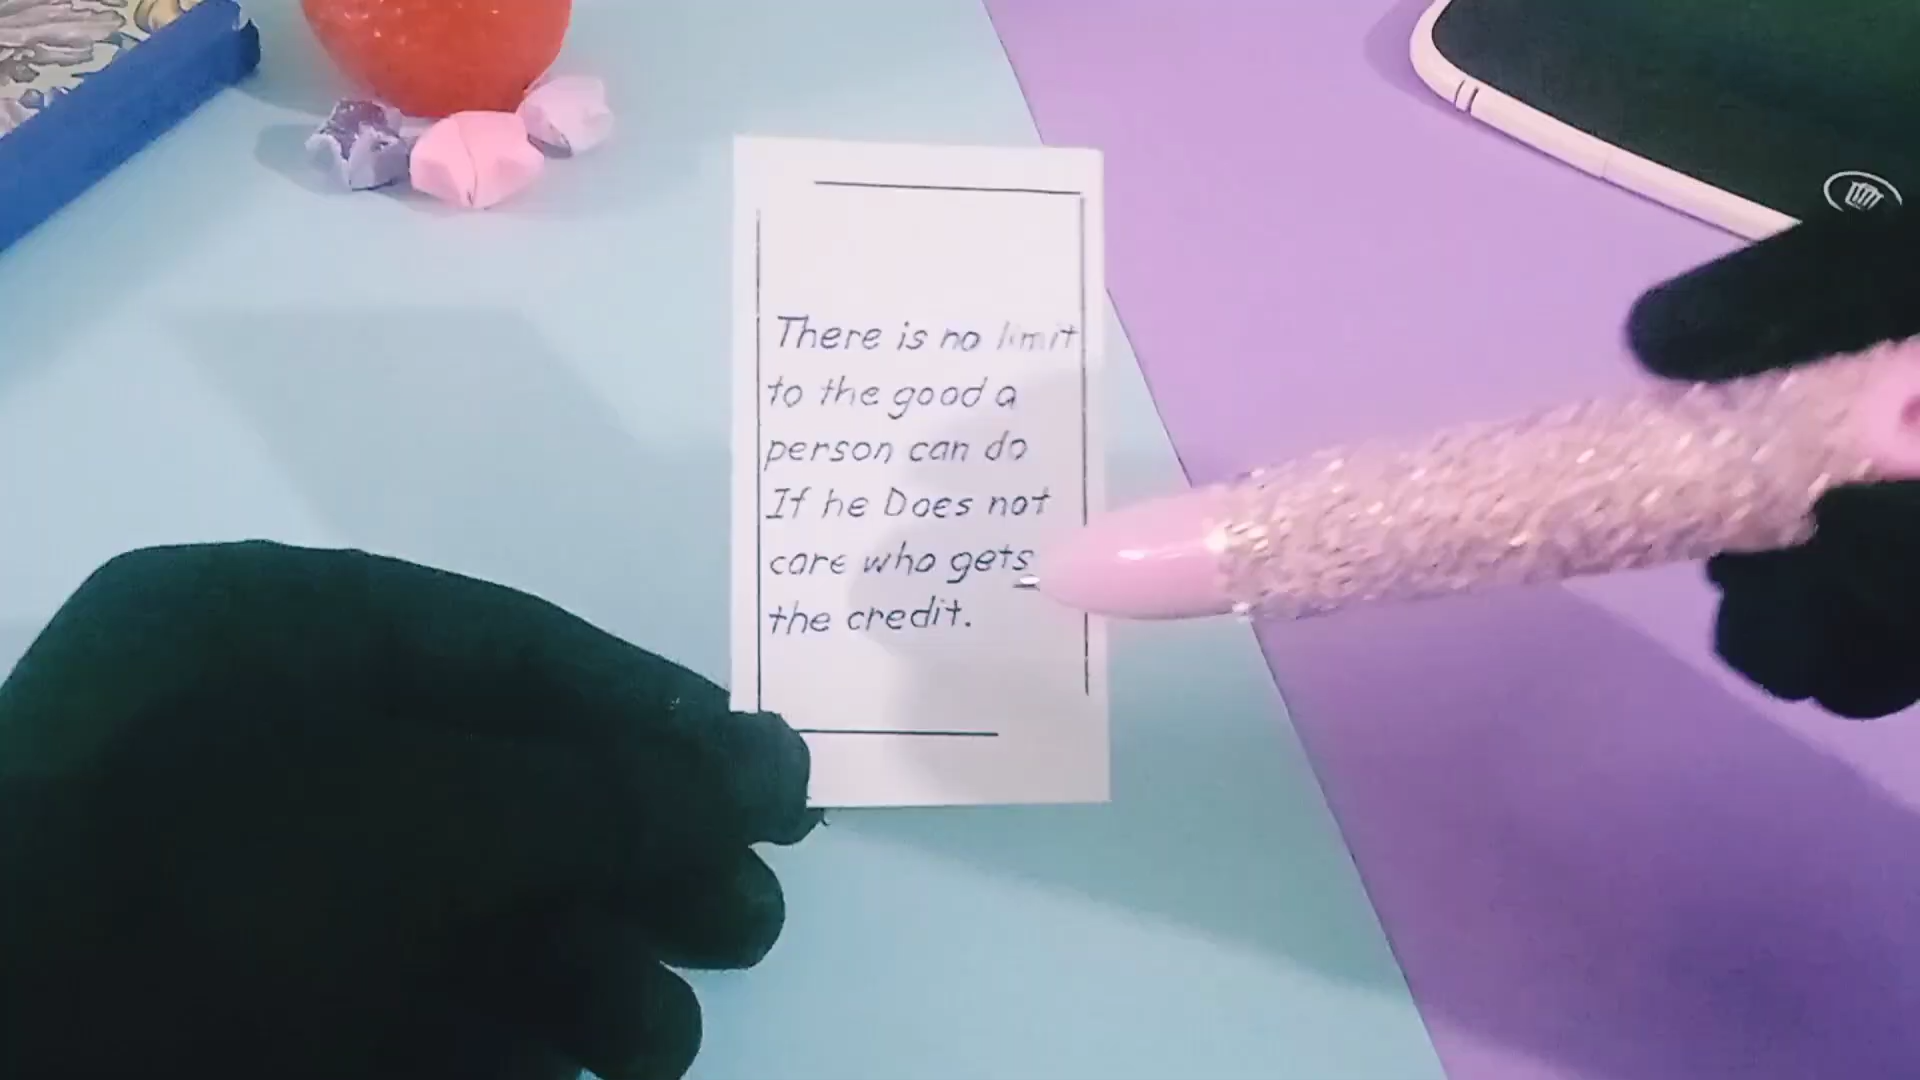 There is no limit
to the good a
person can do
If he Does not
care who gets
the credit.